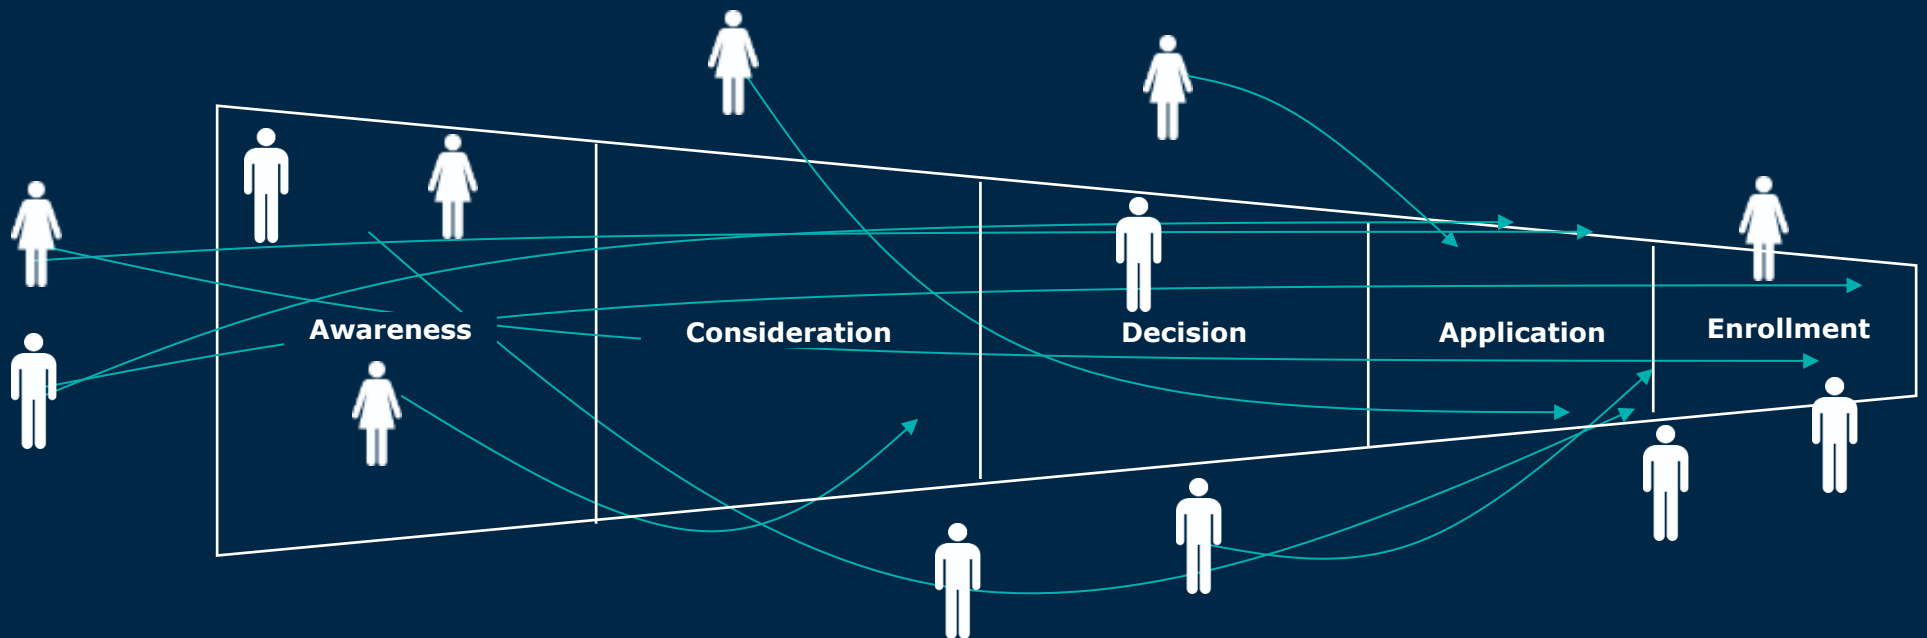 Awareness
Consideration
Decision
Application
Enrollment